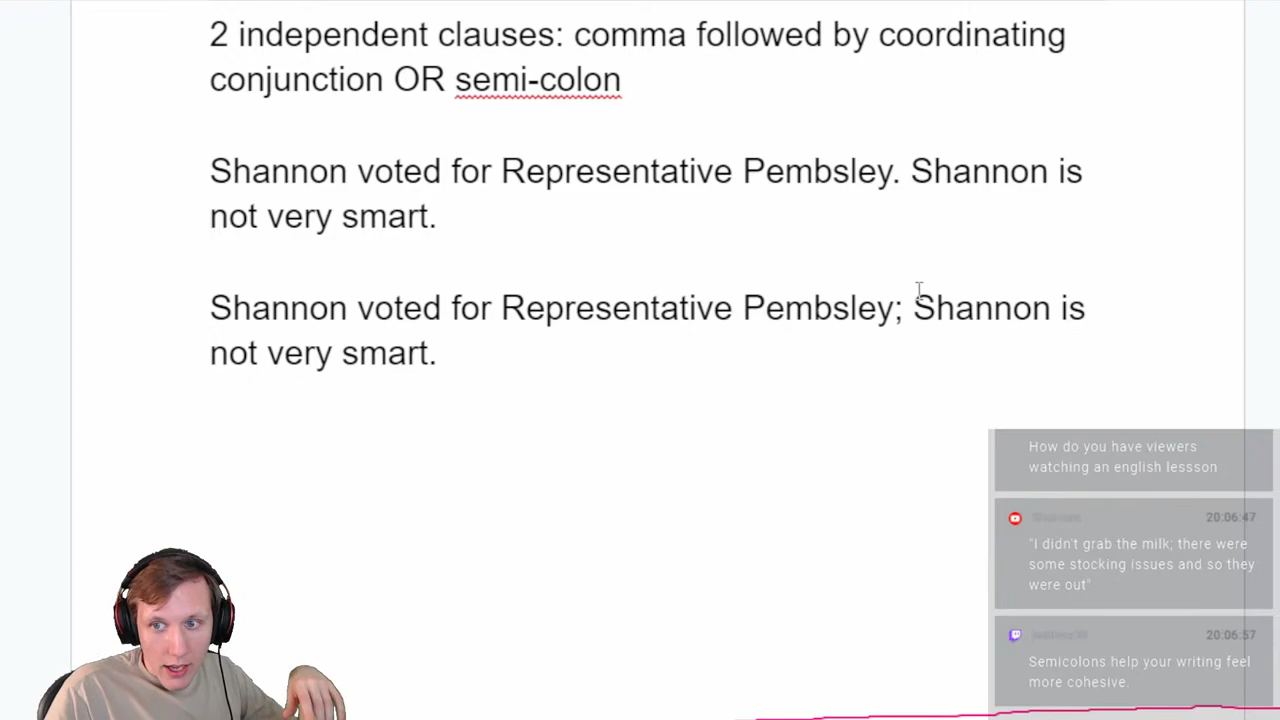 2 independent clauses: comma followed by coordinating
conjunction OR semi-colon
Shannon voted for Representative Pembsley. Shannon is
not very smart.
Shannon voted for Representative Pembsley; Shannon is
not very smart.
How do you have viewers
watching an english lessson
20:06:47
"I didn't grab the milk; there were
some stocking issues and so they
were out"
20:06:57
Semicolons help your writing feel
more cohesive.